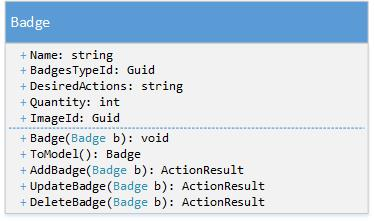 Badge
+ Name: string
+ BadgesTypeId: Guid
+ DesiredActions: string
+ Quantity: int
+ ImageId: Guid
+ Badge(Badge b): void
+ ToModel(): Badge
+ AddBadge(Badge b): ActionResult
+ UpdateBadge(Badge b): ActionResult
+ DeleteBadge(Badge b): ActionResult